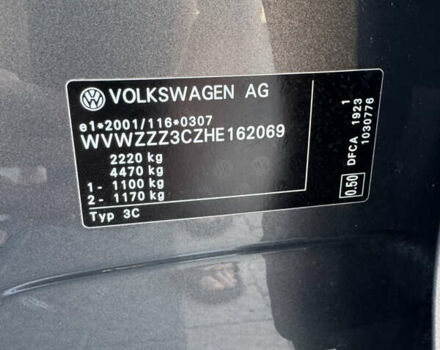 VOLKSWAGEN AG
e1*2001/116*0307
WVWZZZ3CZHE162069
2220 kg
4470 kg
1 - 1100 kg
2 - 1170 kg
Typ 3C
0.50
DFCA 1923 1
1030776